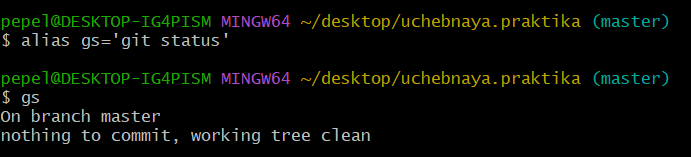 pepel@DESKTOP-IG4PISM MINGW64 ~/desktop/uchebnaya.praktika (master)
$ alias gs='git status'
pepel@DESKTOP-IG4PISM MINGW64 ~/desktop/uchebnaya.praktika (master)
$ gs
On branch master
nothing to commit, working tree clean